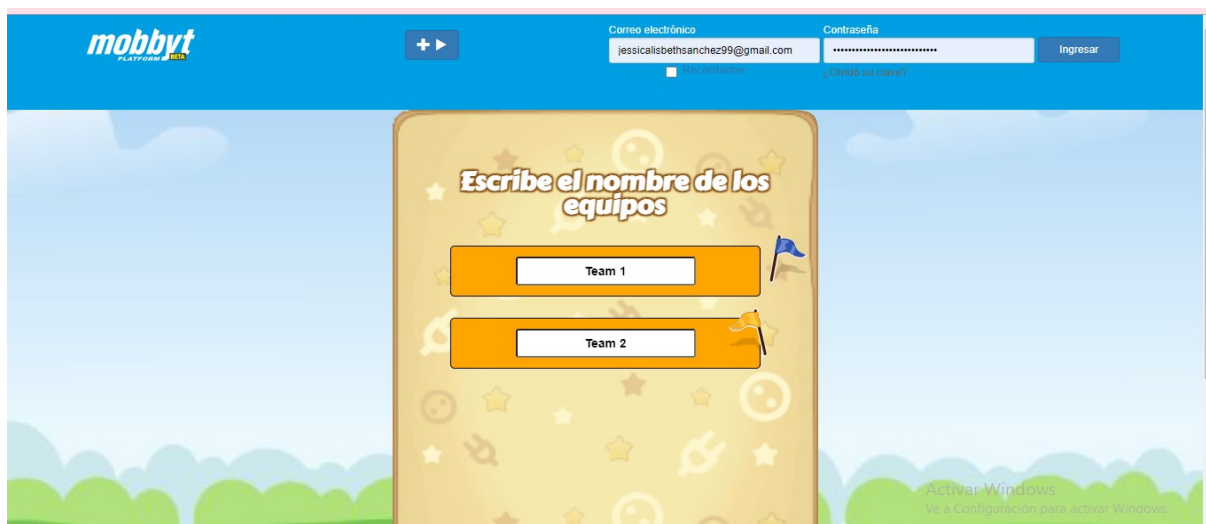 mobbyt
PLATFORM BETA
Correo electrónico
Contraseña
jessicalisbethsanchez99@gmail.com
Ingresar
Recordarme
¿Olvidó su clave?
Escribe el nombre de los
equipos
Team 1
Team 2
Activar Windows
Ve a Configuración para activar Windows.